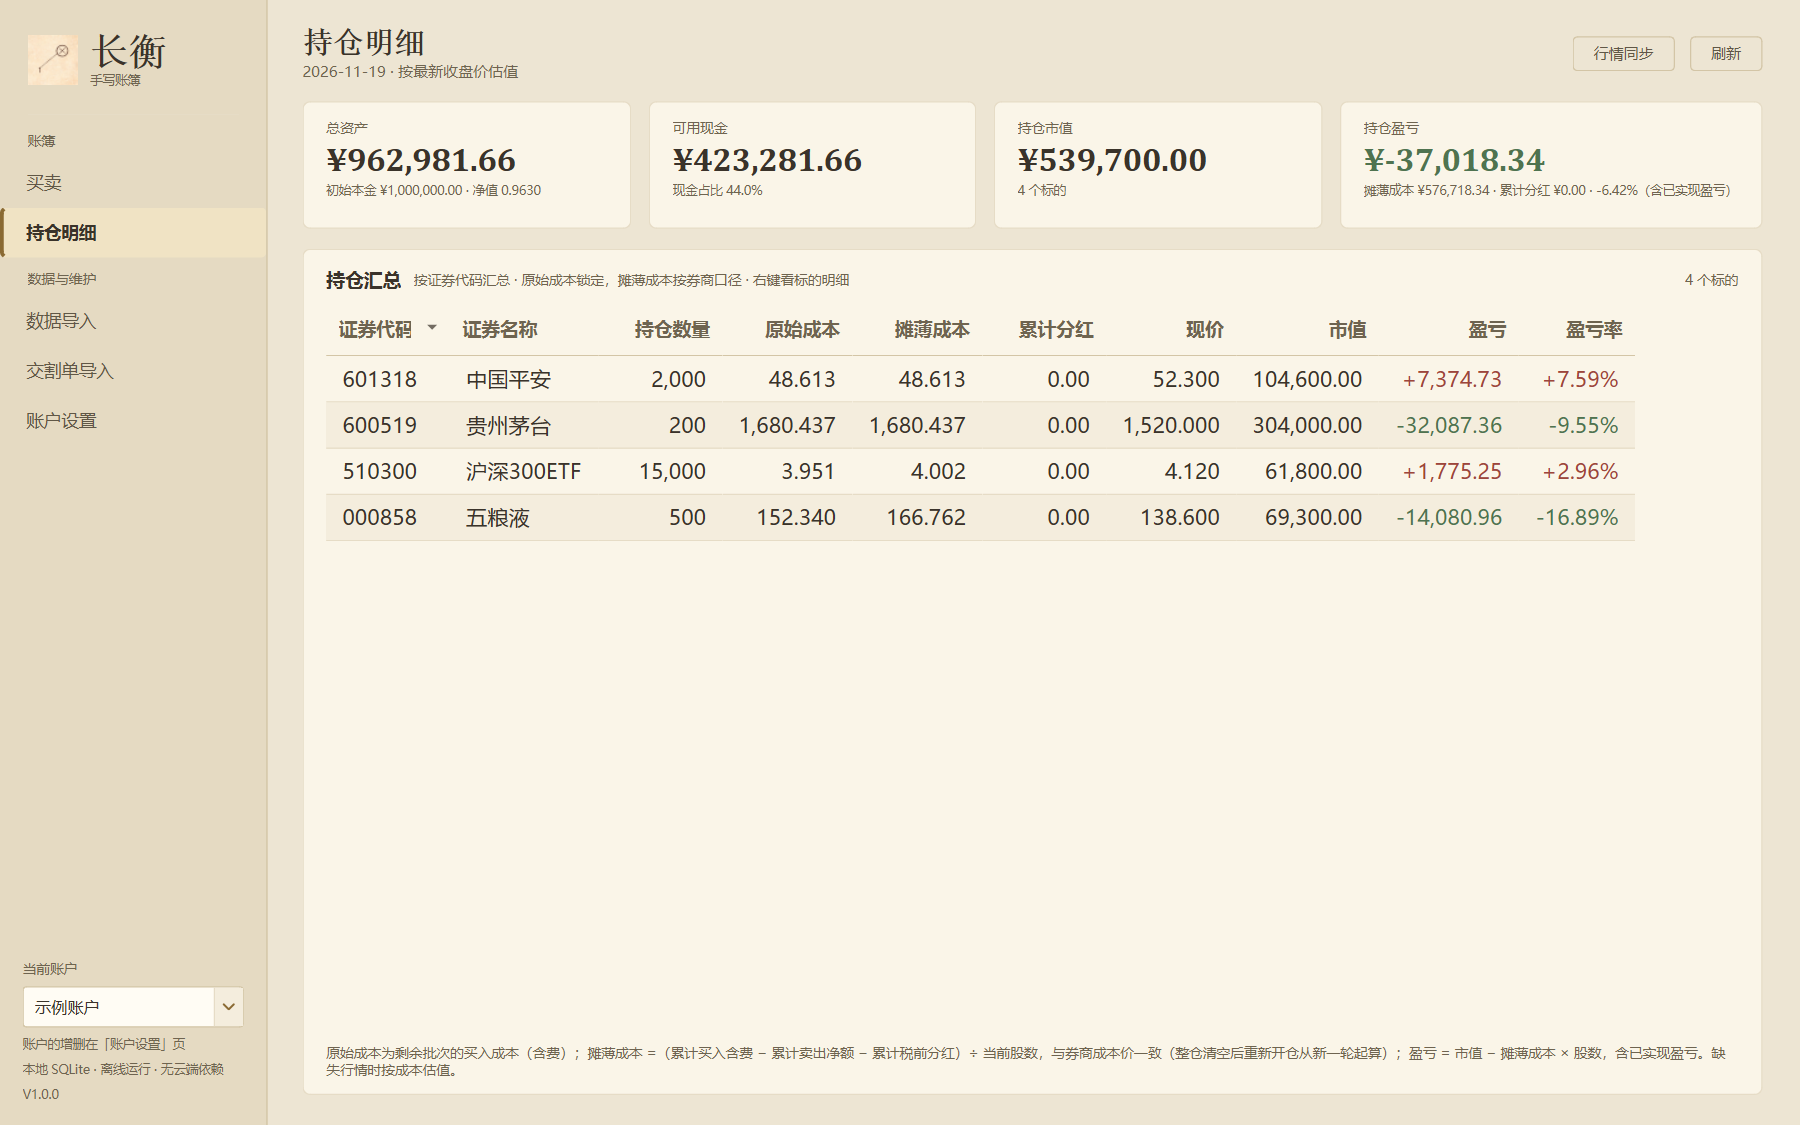 长衡
手写账簿
账簿
买卖
持仓明细
数据与维护
数据导入
交割单导入
账户设置
当前账户
示例账户
账户的增删在「账户设置」页
本地 SQLite · 离线运行 · 无云端依赖
V1.0.0
持仓明细
2026-11-19 · 按最新收盘价估值
行情同步 刷新
总资产
¥962,981.66
初始本金 ¥1,000,000.00 · 净值 0.9630
可用现金
¥423,281.66
现金占比 44.0%
持仓市值
¥539,700.00
4 个标的
持仓盈亏
¥-37,018.34
摊薄成本 ¥576,718.34 · 累计分红 ¥0.00 · -6.42%（含已实现盈亏）
持仓汇总 按证券代码汇总 · 原始成本锁定，摊薄成本按券商口径 · 右键看标的明细 4 个标的
证券代码 证券名称 持仓数量 原始成本 摊薄成本 累计分红 现价 市值 盈亏 盈亏率
601318 中国平安 2,000 48.613 48.613 0.00 52.300 104,600.00 +7,374.73 +7.59%
600519 贵州茅台 200 1,680.437 1,680.437 0.00 1,520.000 304,000.00 -32,087.36 -9.55%
510300 沪深300ETF 15,000 3.951 4.002 0.00 4.120 61,800.00 +1,775.25 +2.96%
000858 五粮液 500 152.340 166.762 0.00 138.600 69,300.00 -14,080.96 -16.89%
原始成本为剩余批次的买入成本（含费）；摊薄成本 =（累计买入含费 − 累计卖出净额 − 累计税前分红）÷ 当前股数，与券商成本价一致（整仓清空后重新开仓从新一轮起算）；盈亏 = 市值 − 摊薄成本 × 股数，含已实现盈亏。缺
失行情时按成本估值。